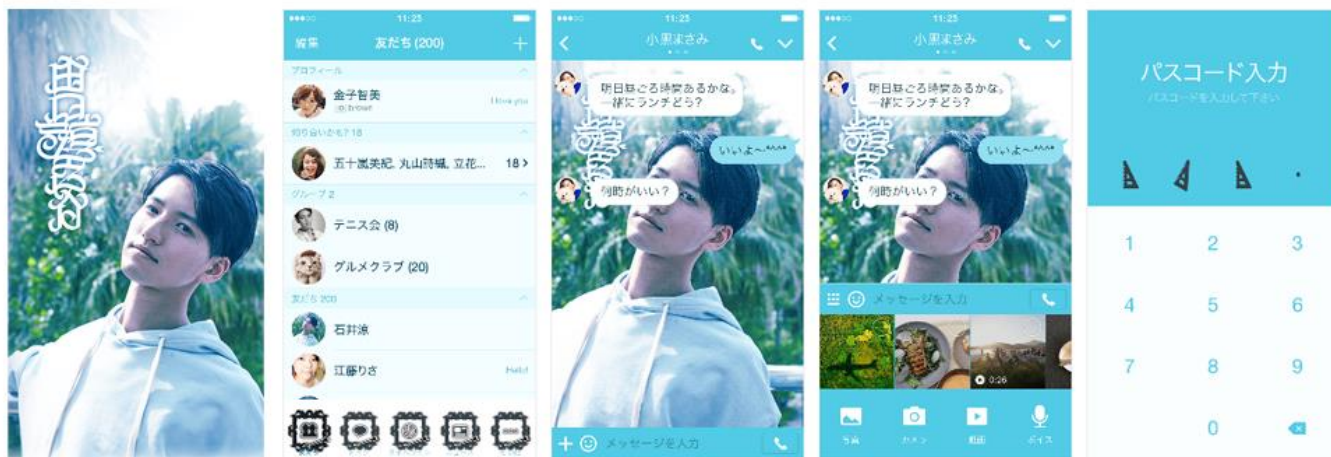 11:25
編集 友だち (200)
プロフィール
金子智美
I love you
brown
知り合いかも? 18
五十嵐美紀, 丸山詩織, 立花...
18
グループ 2
テニス会 (8)
グルメクラブ (20)
友だち 200
石井涼
江藤りさ
Hello!
11:25
小黒まさみ
明日昼ごろ時間あるかな。
一緒にランチどう?
いいよ〜^^^^
何時がいい?
メッセージを入力
11:25
小黒まさみ
明日昼ごろ時間あるかな。
一緒にランチどう?
いいよ〜^^^^
何時がいい?
メッセージを入力
0:26
写真 カメラ 動画 ボイス
パスコード入力
パスコードを入力して下さい
1 2 3
4 5 6
7 8 9
0